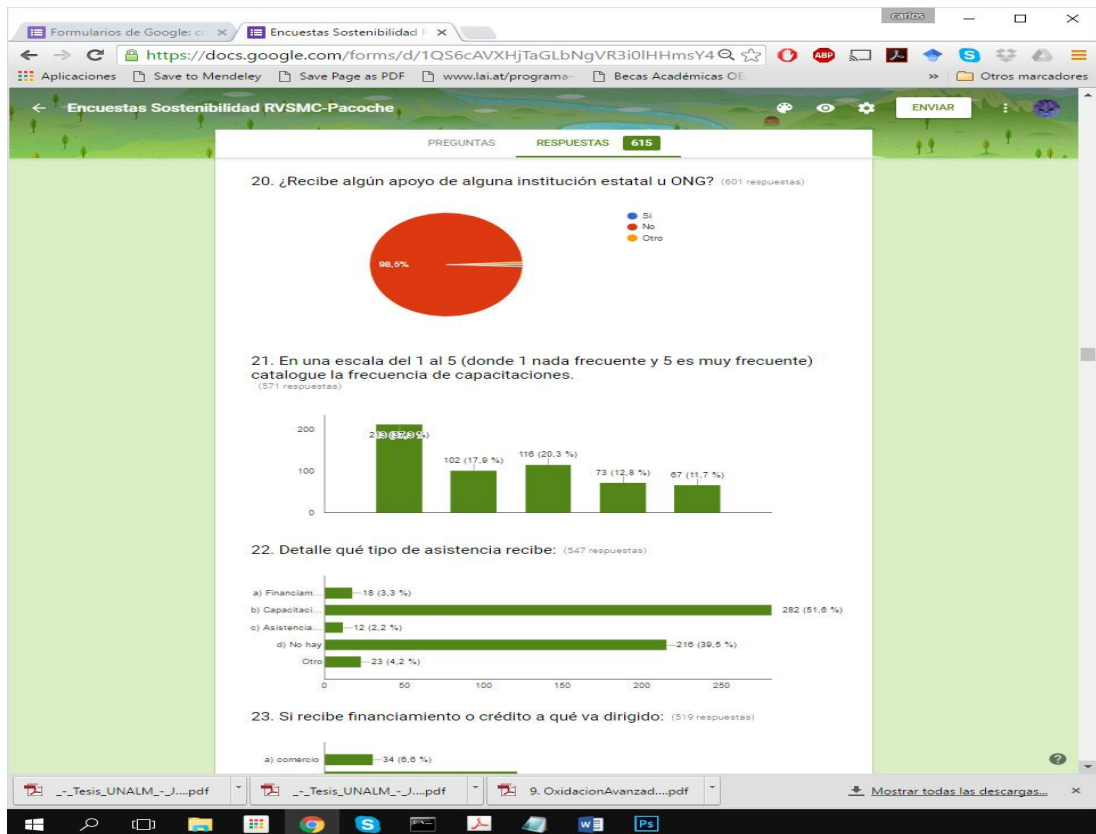 carlos
Formularios de Google: cr
Encuestas Sostenibilidad R
https://docs.google.com/forms/d/1QS6cAVXHjTaGLbNgVR3i0lHHmsY4
Aplicaciones Save to Mendeley Save Page as PDF www.lai.at/programa- Becas Académicas OE » Otros marcadores
Encuestas Sostenibilidad RVSMC-Pacoche ENVIAR
PREGUNTAS RESPUESTAS 615
20. ¿Recibe algún apoyo de alguna institución estatal u ONG? (601 respuestas)
Si
No
Otro
98,5%
21. En una escala del 1 al 5 (donde 1 nada frecuente y 5 es muy frecuente)
catalogue la frecuencia de capacitaciones.
(571 respuestas)
200
213 (37,3 %)
102 (17,9 %)
116 (20,3 %)
73 (12,8 %)
67 (11,7 %)
100
0
22. Detalle qué tipo de asistencia recibe: (547 respuestas)
a) Financiam... 18 (3,3 %)
b) Capacitaci... 282 (51,6 %)
c) Asistencia... 12 (2,2 %)
d) No hay 216 (39,5 %)
Otro 23 (4,2 %)
0 50 100 150 200 250
23. Si recibe financiamiento o crédito a qué va dirigido: (519 respuestas)
a) comercio 34 (6,6 %)
_-_Tesis_UNALM_-_J....pdf _-_Tesis_UNALM_-_J....pdf 9. OxidacionAvanzad....pdf Mostrar todas las descargas...